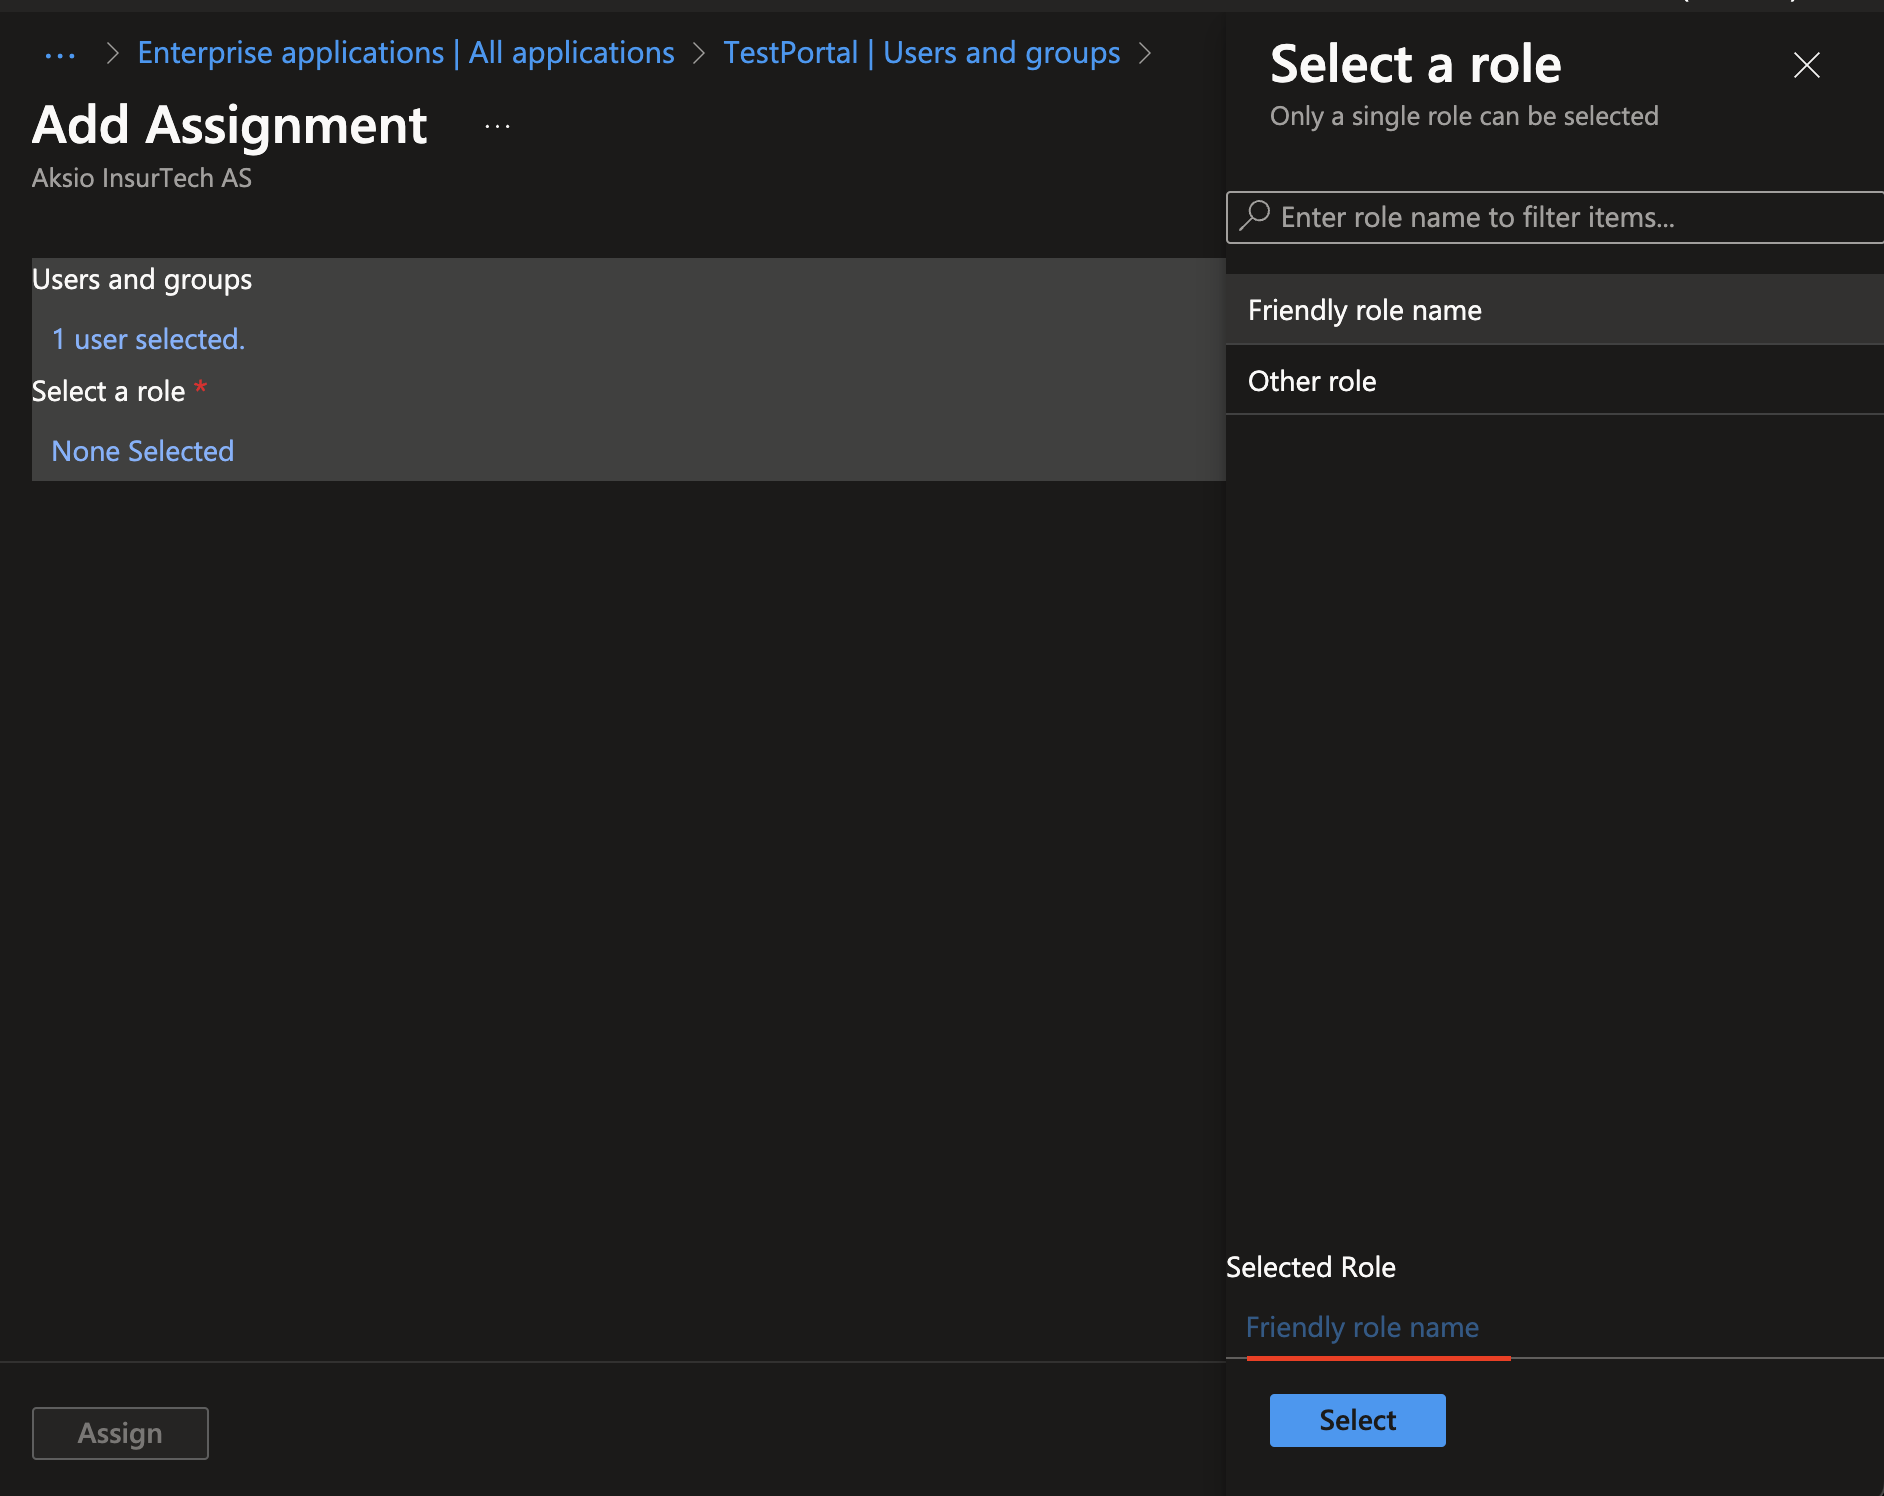 ... > Enterprise applications | All applications > TestPortal | Users and groups >
Add Assignment ...
Aksio InsurTech AS
Users and groups
1 user selected.
Select a role *
None Selected
Assign
Select a role
Only a single role can be selected
Enter role name to filter items...
Friendly role name
Other role
Selected Role
Friendly role name
Select